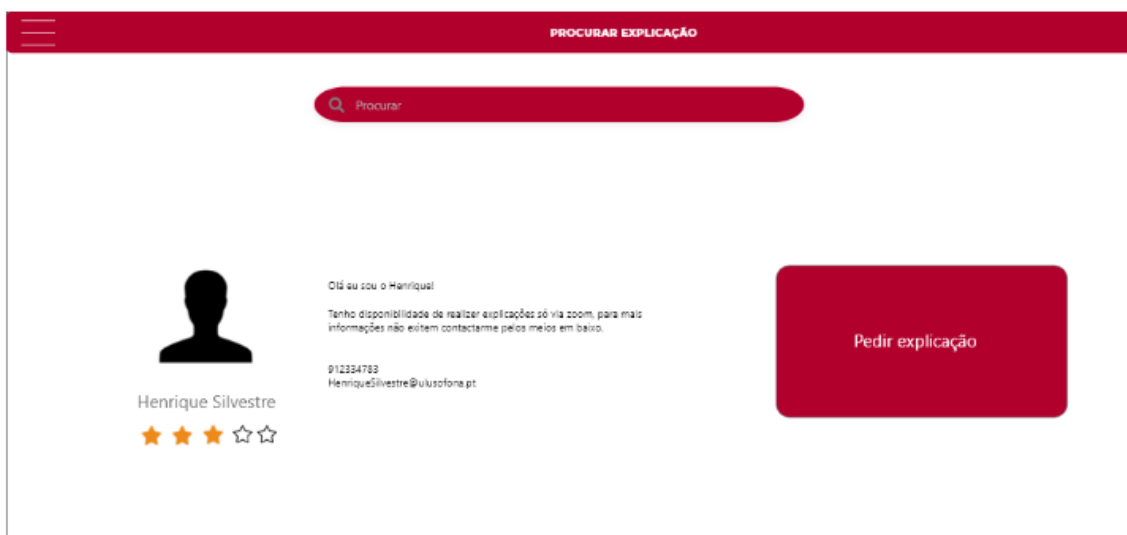 PROCURAR EXPLICAÇÃO
Procurar
Olá eu sou o Henrique!
Tenho disponibilidade de realizer explicações só via zoom, para mais
informações não exitem contactarme pelos meios em baixo.
912334783
HenriqueSilvestre@ulusofona.pt
Pedir explicação
Henrique Silvestre